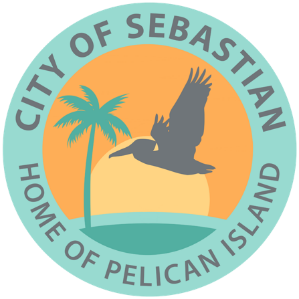 CITY OF SEBASTIAN
HOME OF PELICAN ISLAND